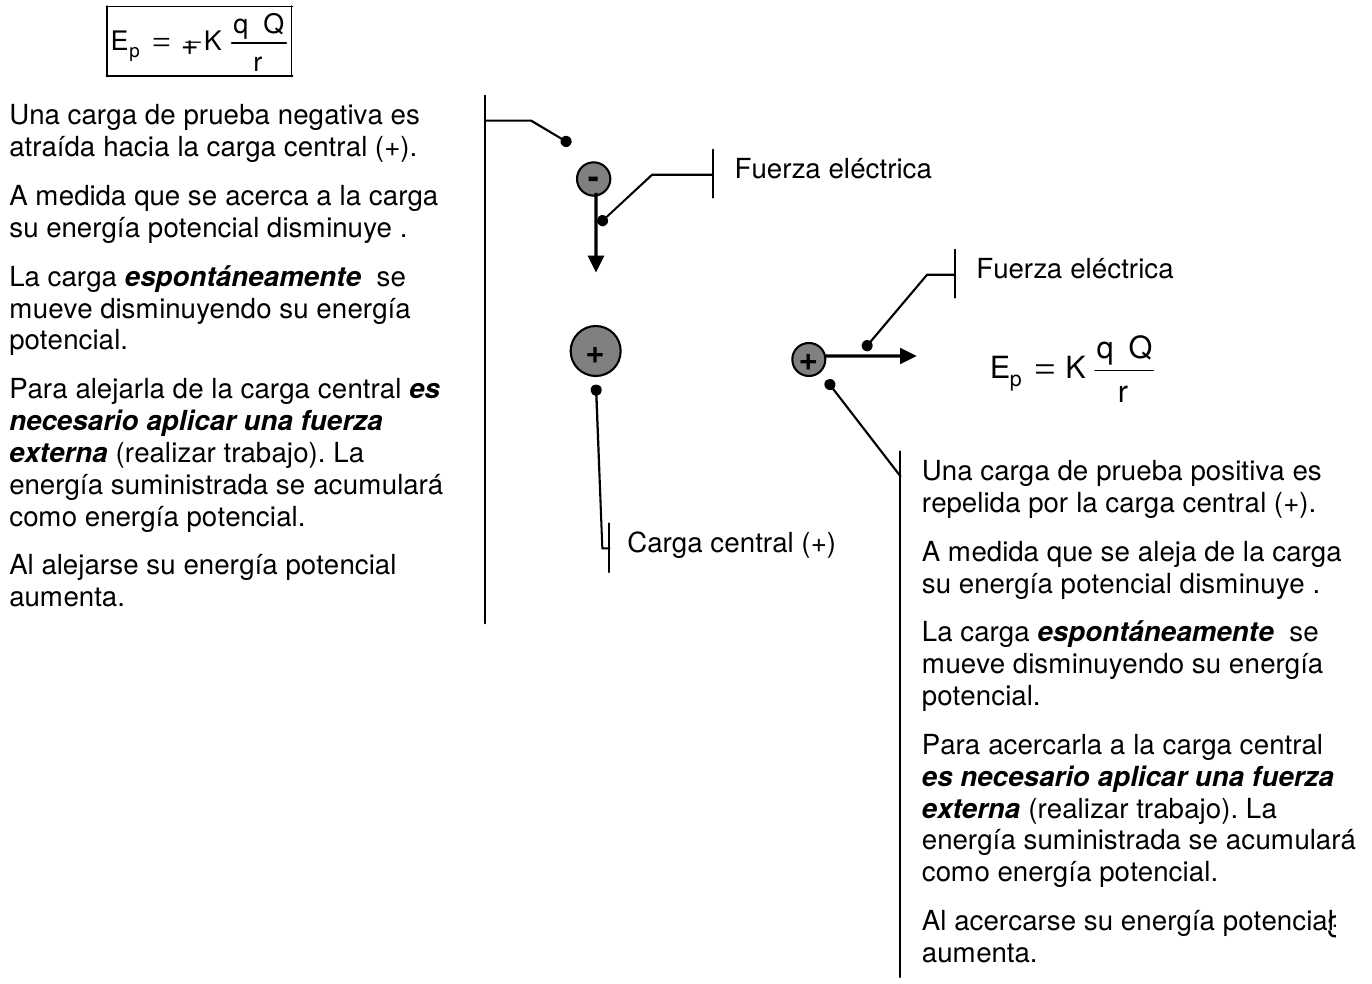 E_p = ∓K q Q / r
Una carga de prueba negativa es
atraída hacia la carga central (+).
A medida que se acerca a la carga
su energía potencial disminuye .
La carga espontáneamente se
mueve disminuyendo su energía
potencial.
Para alejarla de la carga central es
necesario aplicar una fuerza
externa (realizar trabajo). La
energía suministrada se acumulará
como energía potencial.
Al alejarse su energía potencial
aumenta.
-
Fuerza eléctrica
+
Carga central (+)
+
Fuerza eléctrica
E_p = K q Q / r
Una carga de prueba positiva es
repelida por la carga central (+).
A medida que se aleja de la carga
su energía potencial disminuye .
La carga espontáneamente se
mueve disminuyendo su energía
potencial.
Para acercarla a la carga central
es necesario aplicar una fuerza
externa (realizar trabajo). La
energía suministrada se acumulará
como energía potencial.
Al acercarse su energía potencial
aumenta.